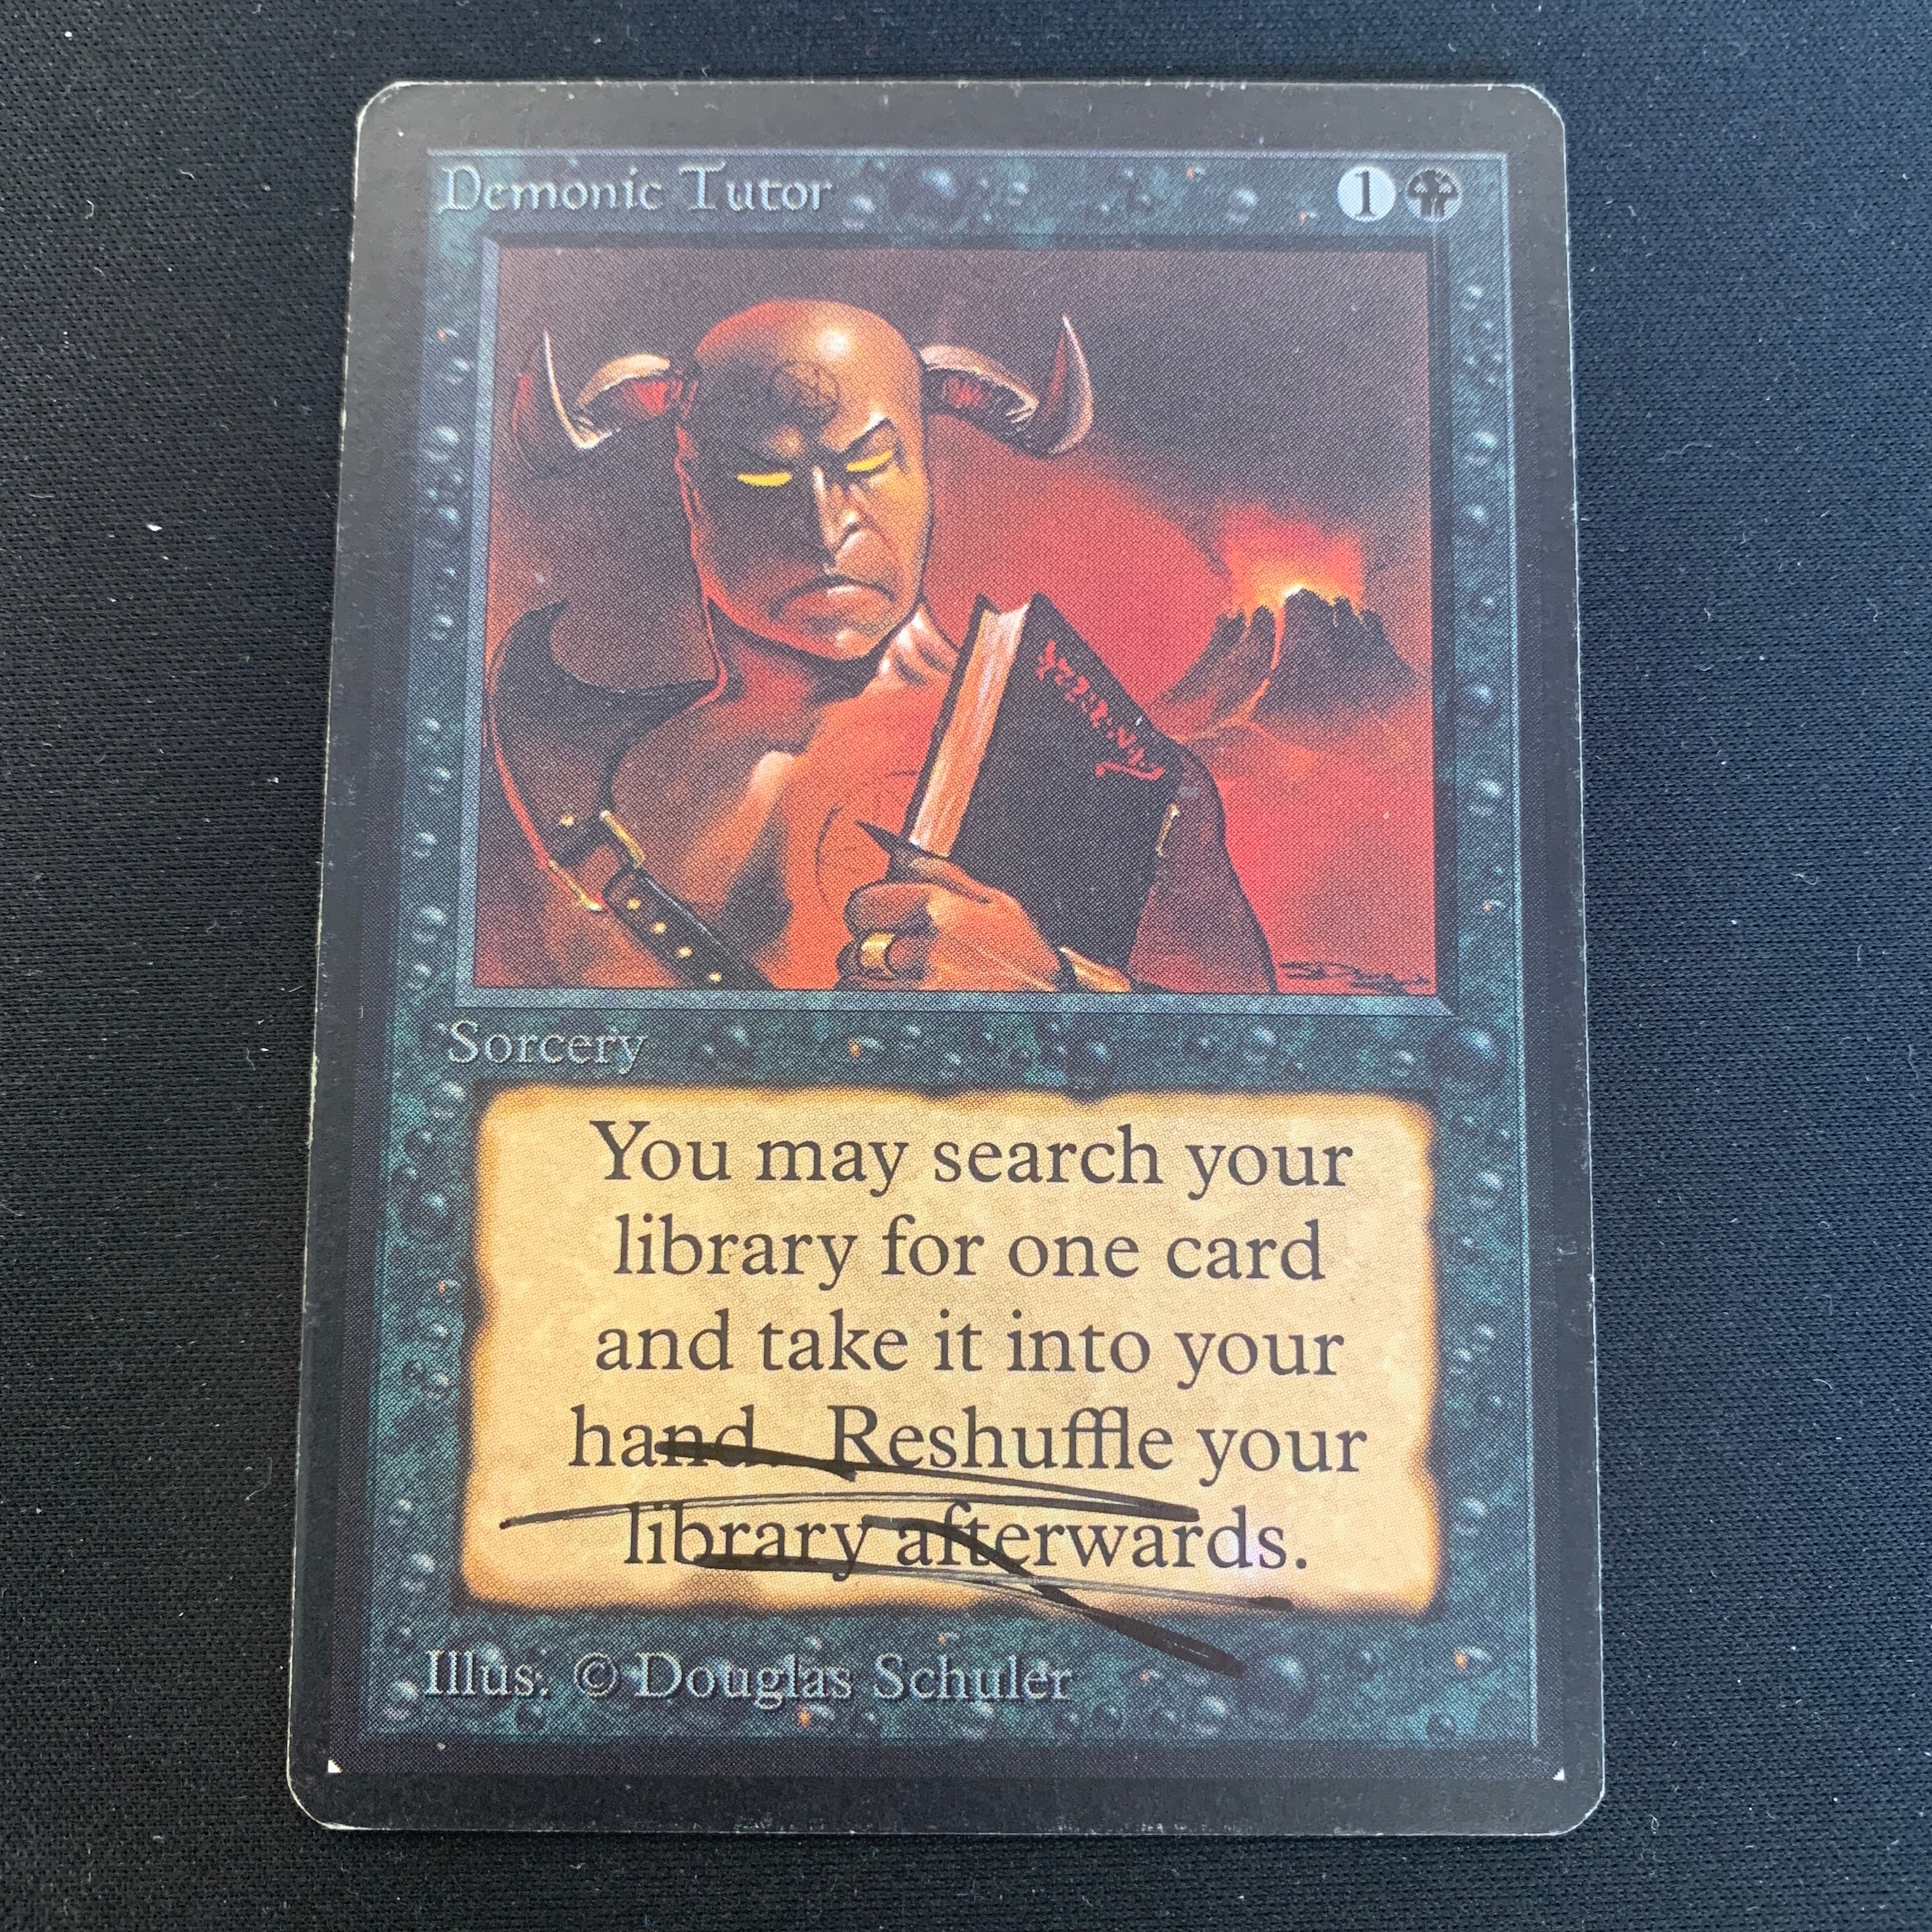 Demonic Tutor 1
Sorcery
You may search your
library for one card
and take it into your
hand. Reshuffle your
library afterwards.
Illus. © Douglas Schuler